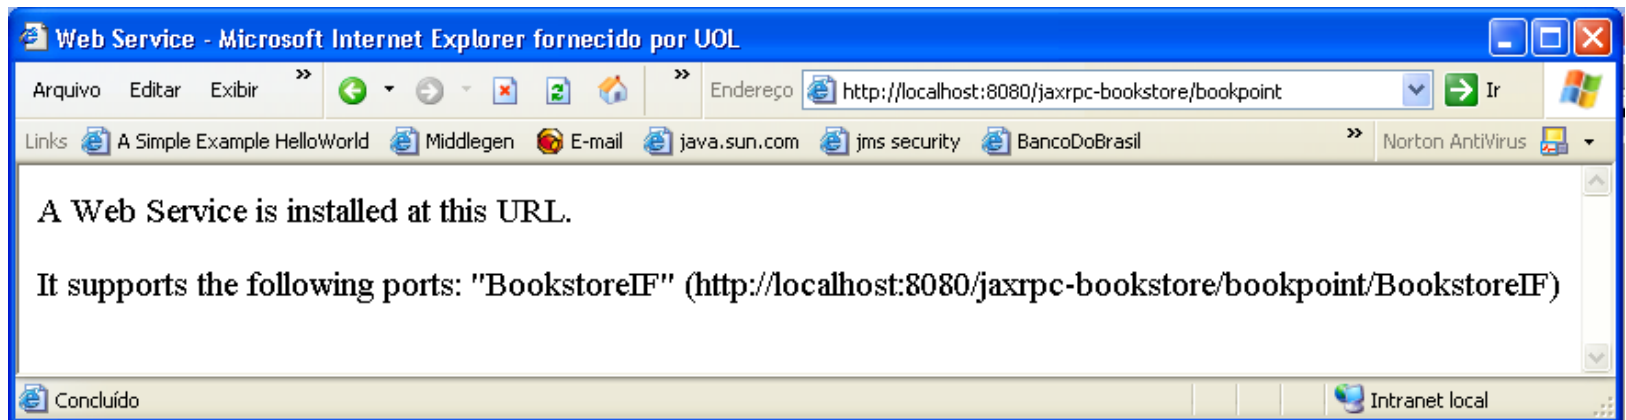 Web Service - Microsoft Internet Explorer fornecido por UOL
Arquivo Editar Exibir » » Endereço http://localhost:8080/jaxrpc-bookstore/bookpoint Ir
Links A Simple Example HelloWorld Middlegen E-mail java.sun.com jms security BancoDoBrasil » Norton AntiVirus
A Web Service is installed at this URL.
It supports the following ports: "BookstoreIF" (http://localhost:8080/jaxrpc-bookstore/bookpoint/BookstoreIF)
Concluído Intranet local